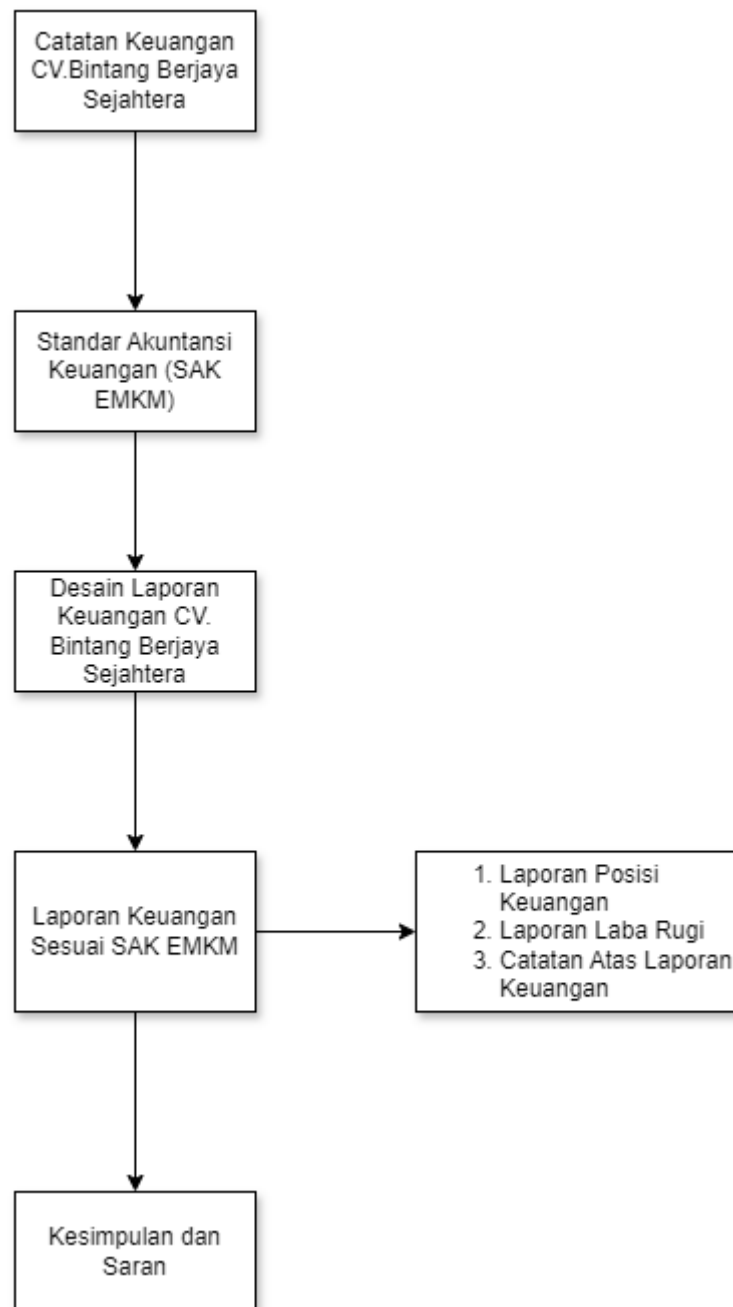 Catatan Keuangan
CV.Bintang Berjaya
Sejahtera
Standar Akuntansi
Keuangan (SAK
EMKM)
Desain Laporan
Keuangan CV.
Bintang Berjaya
Sejahtera
Laporan Keuangan
Sesuai SAK EMKM
1. Laporan Posisi
Keuangan
2. Laporan Laba Rugi
3. Catatan Atas Laporan
Keuangan
Kesimpulan dan
Saran